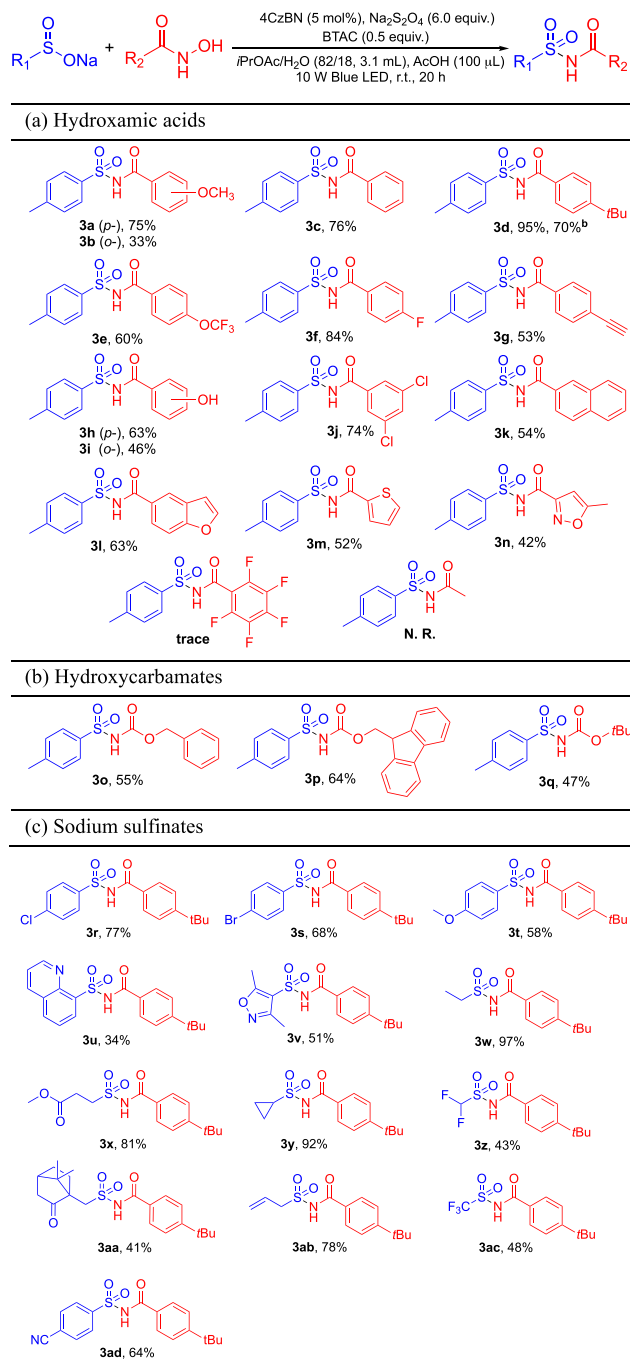 4CzBN (5 mol%), Na2S2O4 (6.0 equiv.)
BTAC (0.5 equiv.)
iPrOAc/H2O (82/18, 3.1 mL), AcOH (100 μL)
10 W Blue LED, r.t., 20 h
R1 S O O ONa + R2 O N H OH R1 S O O N H O R2
(a) Hydroxamic acids
OCH3
3a (p-), 75%
3b (o-), 33%
3c, 76%
tBu
3d, 95%, 70%b
OCF3
3e, 60%
F
3f, 84%
3g, 53%
OH
3h (p-) 63%
3i (o-) 46%
Cl
Cl
3j, 74%
3k, 54%
3l, 63%
3m, 52%
3n, 42%
trace
N. R.
(b) Hydroxycarbamates
3o, 55%
3p, 64%
tBu
3q, 47%
(c) Sodium sulfinates
Cl tBu
3r, 77%
Br tBu
3s, 68%
O tBu
3t, 58%
N tBu
3u, 34%
O N tBu
3v, 51%
tBu
3w, 97%
O O tBu
3x, 81%
tBu
3y, 92%
F F tBu
3z, 43%
O tBu
3aa, 41%
tBu
3ab, 78%
F3C tBu
3ac, 48%
NC tBu
3ad, 64%